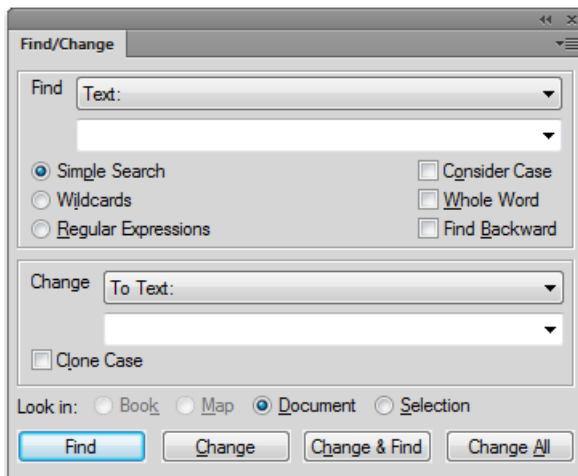 Find/Change
Find Text:
Simple Search Consider Case
Wildcards Whole Word
Regular Expressions Find Backward
Change To Text:
Clone Case
Look in: Book Map Document Selection
Find Change Change & Find Change All